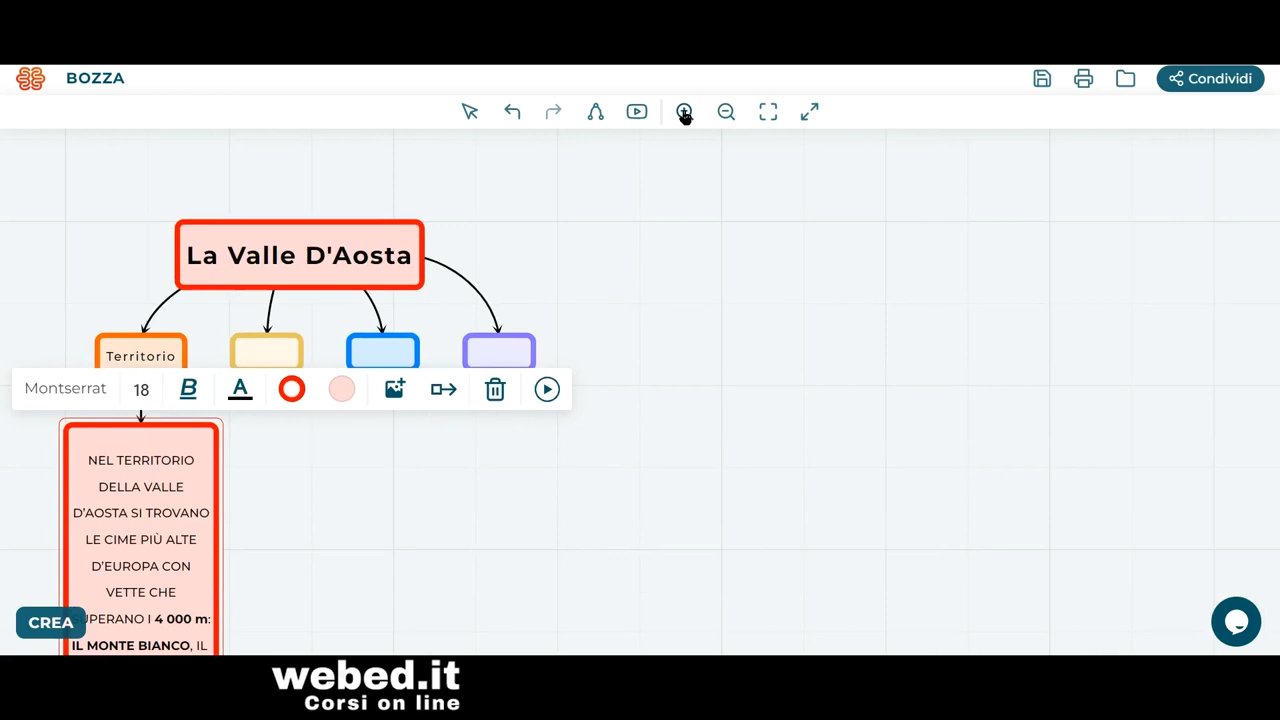 BOZZA
Condividi
La Valle D'Aosta
Territorio
Montserrat 18 B A
NEL TERRITORIO
DELLA VALLE
D'AOSTA SI TROVANO
LE CIME PIÙ ALTE
D'EUROPA CON
VETTE CHE
SUPERANO I 4 000 m:
IL MONTE BIANCO, IL
CREA
webed.it
Corsi on line